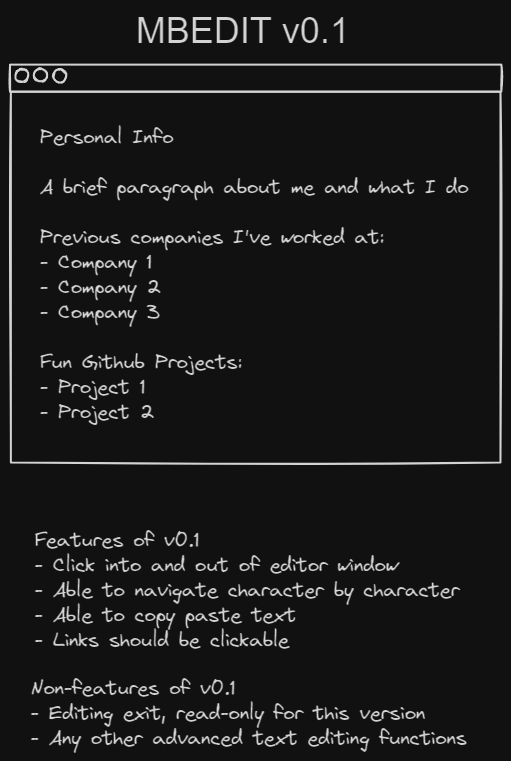 MBEDIT v0.1
Personal Info
A brief paragraph about me and what I do
Previous companies I've worked at:
- Company 1
- Company 2
- Company 3
Fun Github Projects:
- Project 1
- Project 2
Features of v0.1
- Click into and out of editor window
- Able to navigate character by character
- Able to copy paste text
- Links should be clickable
Non-features of v0.1
- Editing exit, read-only for this version
- Any other advanced text editing functions